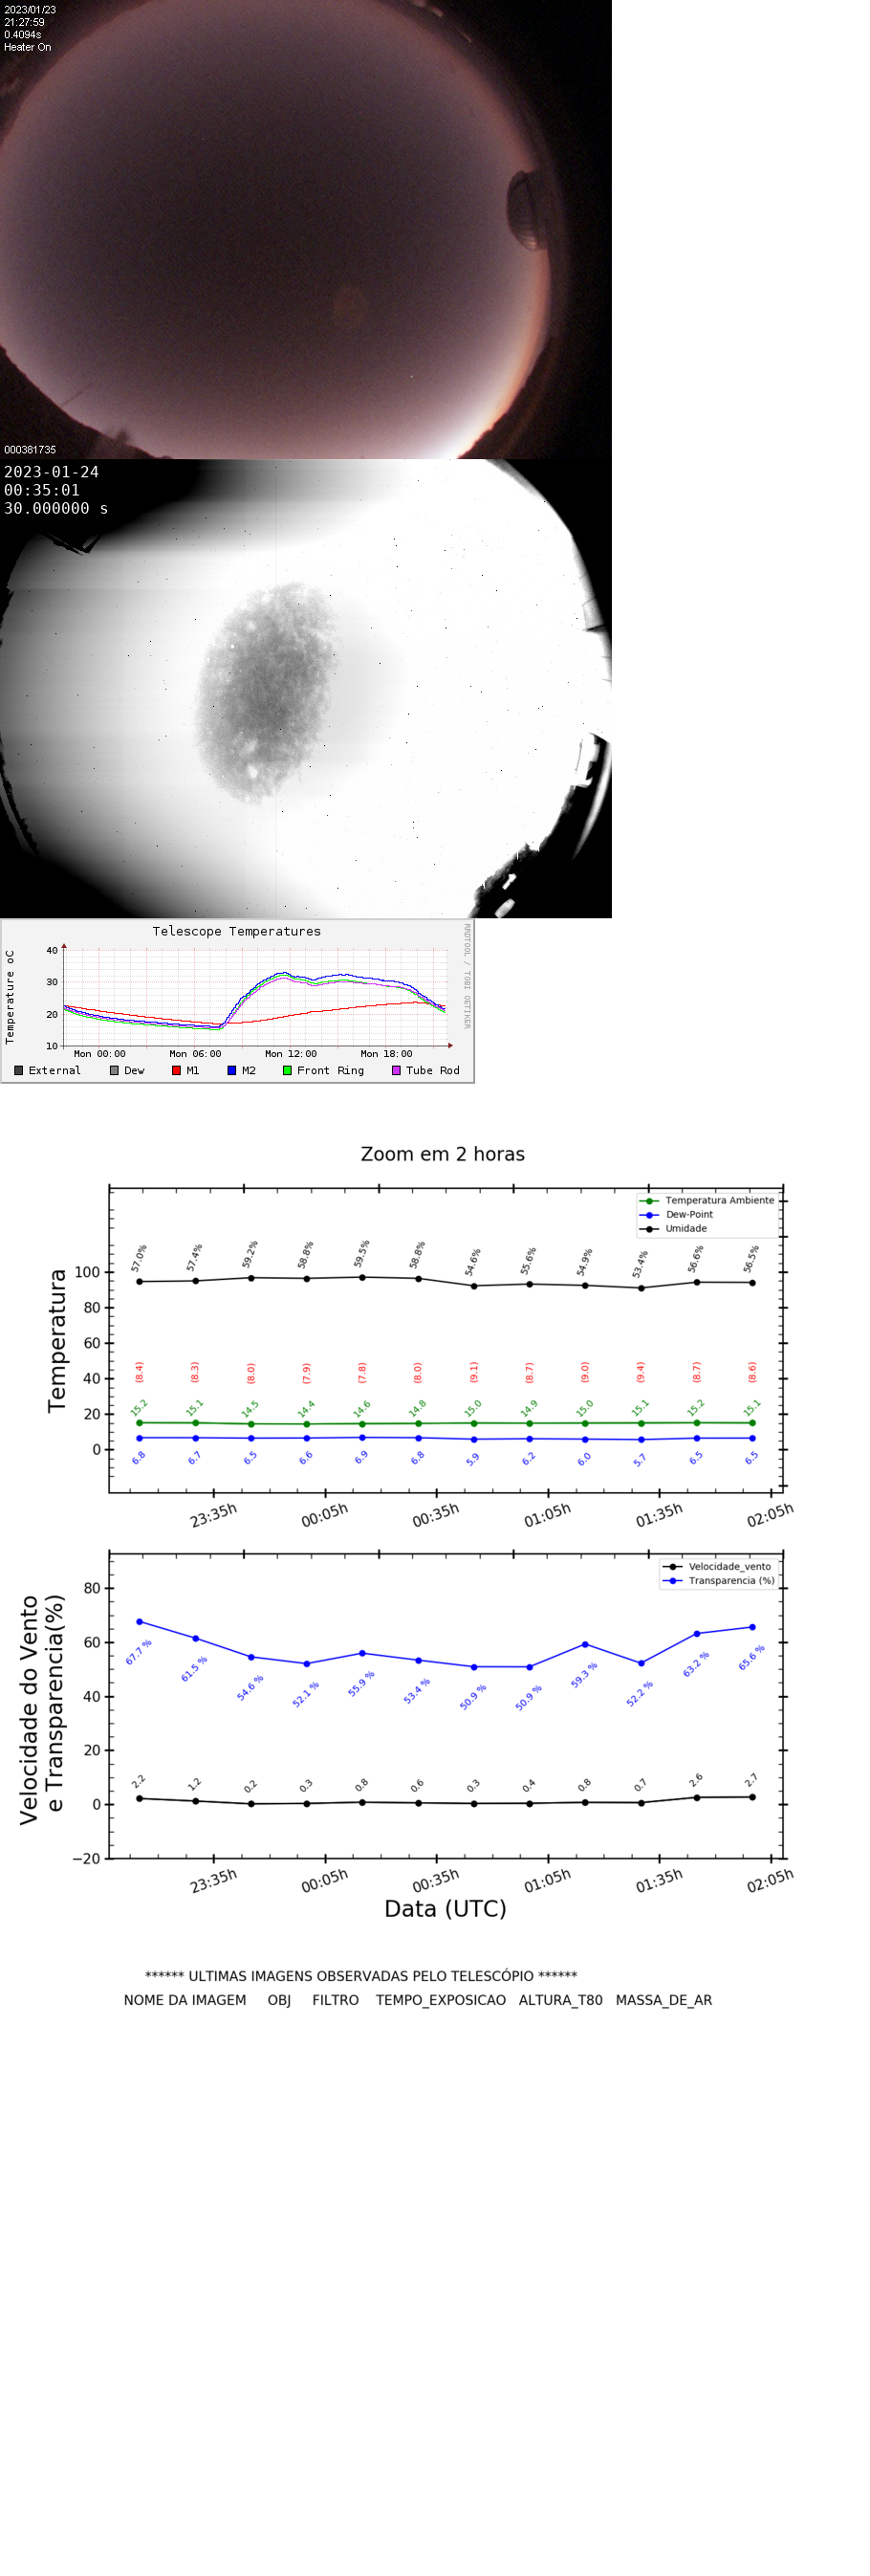 2023/01/23
21:27:59
0.4094s
Heater On
000381735
2023-01-24
00:35:01
30.000000 s
Telescope Temperatures
RRDTOOL / TOBI OETIKER
Temperature oC
40
30
20
10
Mon 00:00 Mon 06:00 Mon 12:00 Mon 18:00
External Dew M1 M2 Front Ring Tube Rod
Zoom em 2 horas
Temperatura Ambiente
Dew-Point
Umidade
Temperatura
100
80
60
40
20
0
57.0% 57.4% 59.2% 58.8% 59.5% 58.8% 54.6% 55.6% 54.9% 53.4% 56.6% 56.5%
(8.4) (8.3) (8.0) (7.9) (7.8) (8.0) (9.1) (8.7) (9.0) (9.4) (8.7) (8.6)
15.2 15.1 14.5 14.4 14.6 14.8 15.0 14.9 15.0 15.1 15.2 15.1
6.8 6.7 6.5 6.6 6.9 6.8 5.9 6.2 6.0 5.7 6.5 6.5
23:35h 00:05h 00:35h 01:05h 01:35h 02:05h
Velocidade_vento
Transparencia (%)
Velocidade do Vento
e Transparencia(%)
80
60
40
20
0
−20
67.7 % 61.5 % 54.6 % 52.1 % 55.9 % 53.4 % 50.9 % 50.9 % 59.3 % 52.2 % 63.2 % 65.6 %
2.2 1.2 0.2 0.3 0.8 0.6 0.3 0.4 0.8 0.7 2.6 2.7
23:35h 00:05h 00:35h 01:05h 01:35h 02:05h
Data (UTC)
****** ULTIMAS IMAGENS OBSERVADAS PELO TELESCÓPIO ******
NOME DA IMAGEM OBJ FILTRO TEMPO_EXPOSICAO ALTURA_T80 MASSA_DE_AR